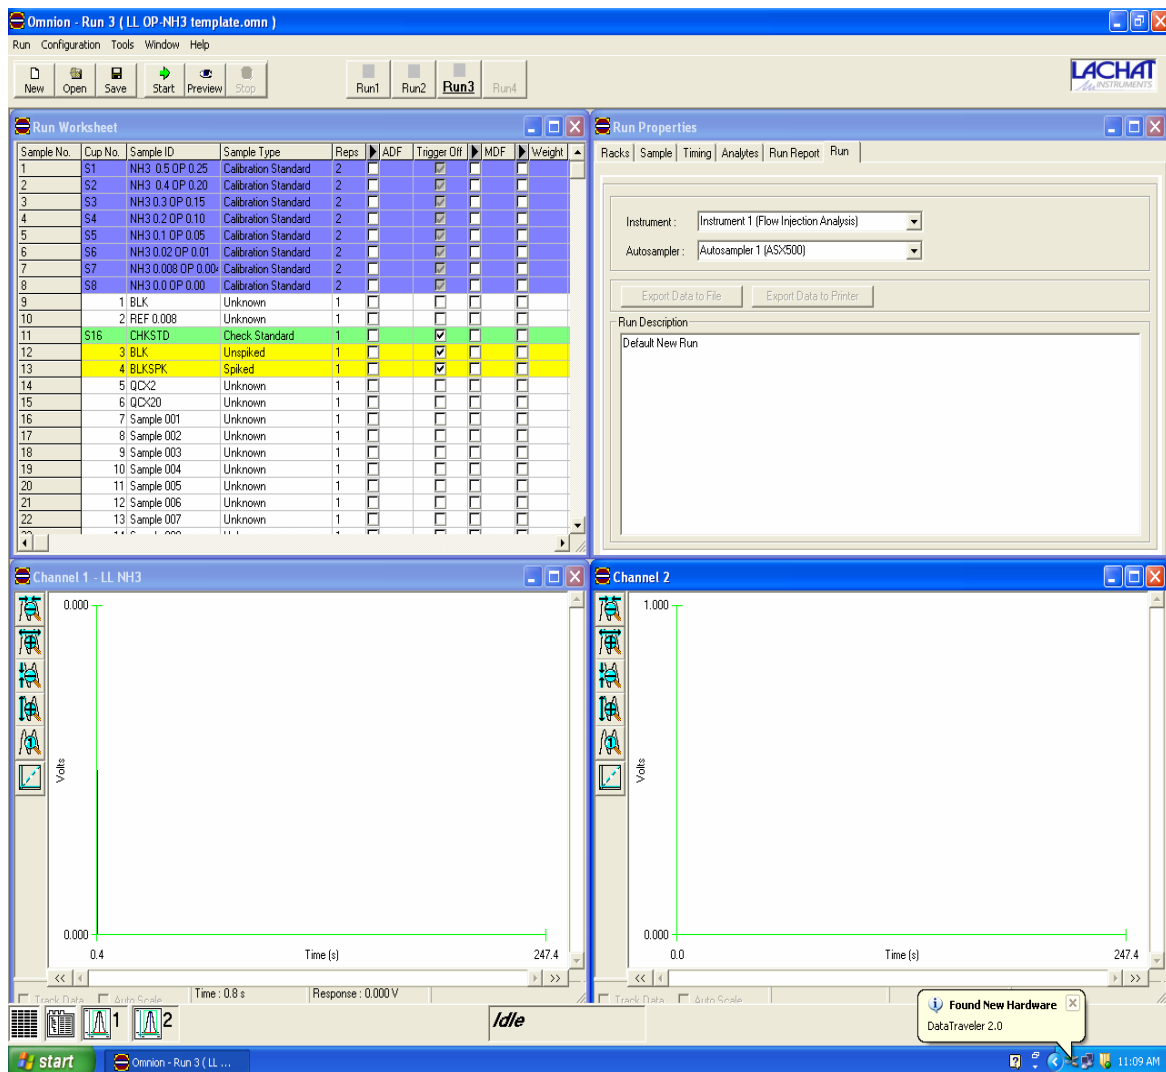 Omnion - Run 3 ( LL OP-NH3 template.omn )
Run Configuration Tools Window Help
New Open Save Start Preview Stop Run1 Run2 Run3 Run4
LACHAT
INSTRUMENTS
Run Worksheet
Sample No. Cup No. Sample ID Sample Type Reps ADF Trigger Off MDF Weight
1 S1 NH3 0.5 OP 0.25 Calibration Standard 2
2 S2 NH3 0.4 OP 0.20 Calibration Standard 2
3 S3 NH3 0.3 OP 0.15 Calibration Standard 2
4 S4 NH3 0.2 OP 0.10 Calibration Standard 2
5 S5 NH3 0.1 OP 0.05 Calibration Standard 2
6 S6 NH3 0.02 OP 0.01 Calibration Standard 2
7 S7 NH3 0.008 OP 0.004 Calibration Standard 2
8 S8 NH3 0.0 OP 0.00 Calibration Standard 2
9 1 BLK Unknown 1
10 2 REF 0.008 Unknown 1
11 S16 CHKSTD Check Standard 1
12 3 BLK Unspiked 1
13 4 BLKSPK Spiked 1
14 5 QCX2 Unknown 1
15 6 QCX20 Unknown 1
16 7 Sample 001 Unknown 1
17 8 Sample 002 Unknown 1
18 9 Sample 003 Unknown 1
19 10 Sample 004 Unknown 1
20 11 Sample 005 Unknown 1
21 12 Sample 006 Unknown 1
22 13 Sample 007 Unknown 1
Run Properties
Racks Sample Timing Analytes Run Report Run
Instrument : Instrument 1 (Flow Injection Analysis)
Autosampler : Autosampler 1 (ASX500)
Export Data to File Export Data to Printer
Run Description
Default New Run
Channel 1 - LL NH3
0.000
Volts
0.000
0.4 Time (s) 247.4
<< >>
Track Data Auto Scale Time : 0.8 s Response : 0.000 V
Channel 2
1.000
Volts
0.000
0.0 Time (s) 247.4
<< >>
Track Data Auto Scale
1 2 Idle
Found New Hardware
DataTraveler 2.0
start Omnion - Run 3 ( LL ... 11:09 AM